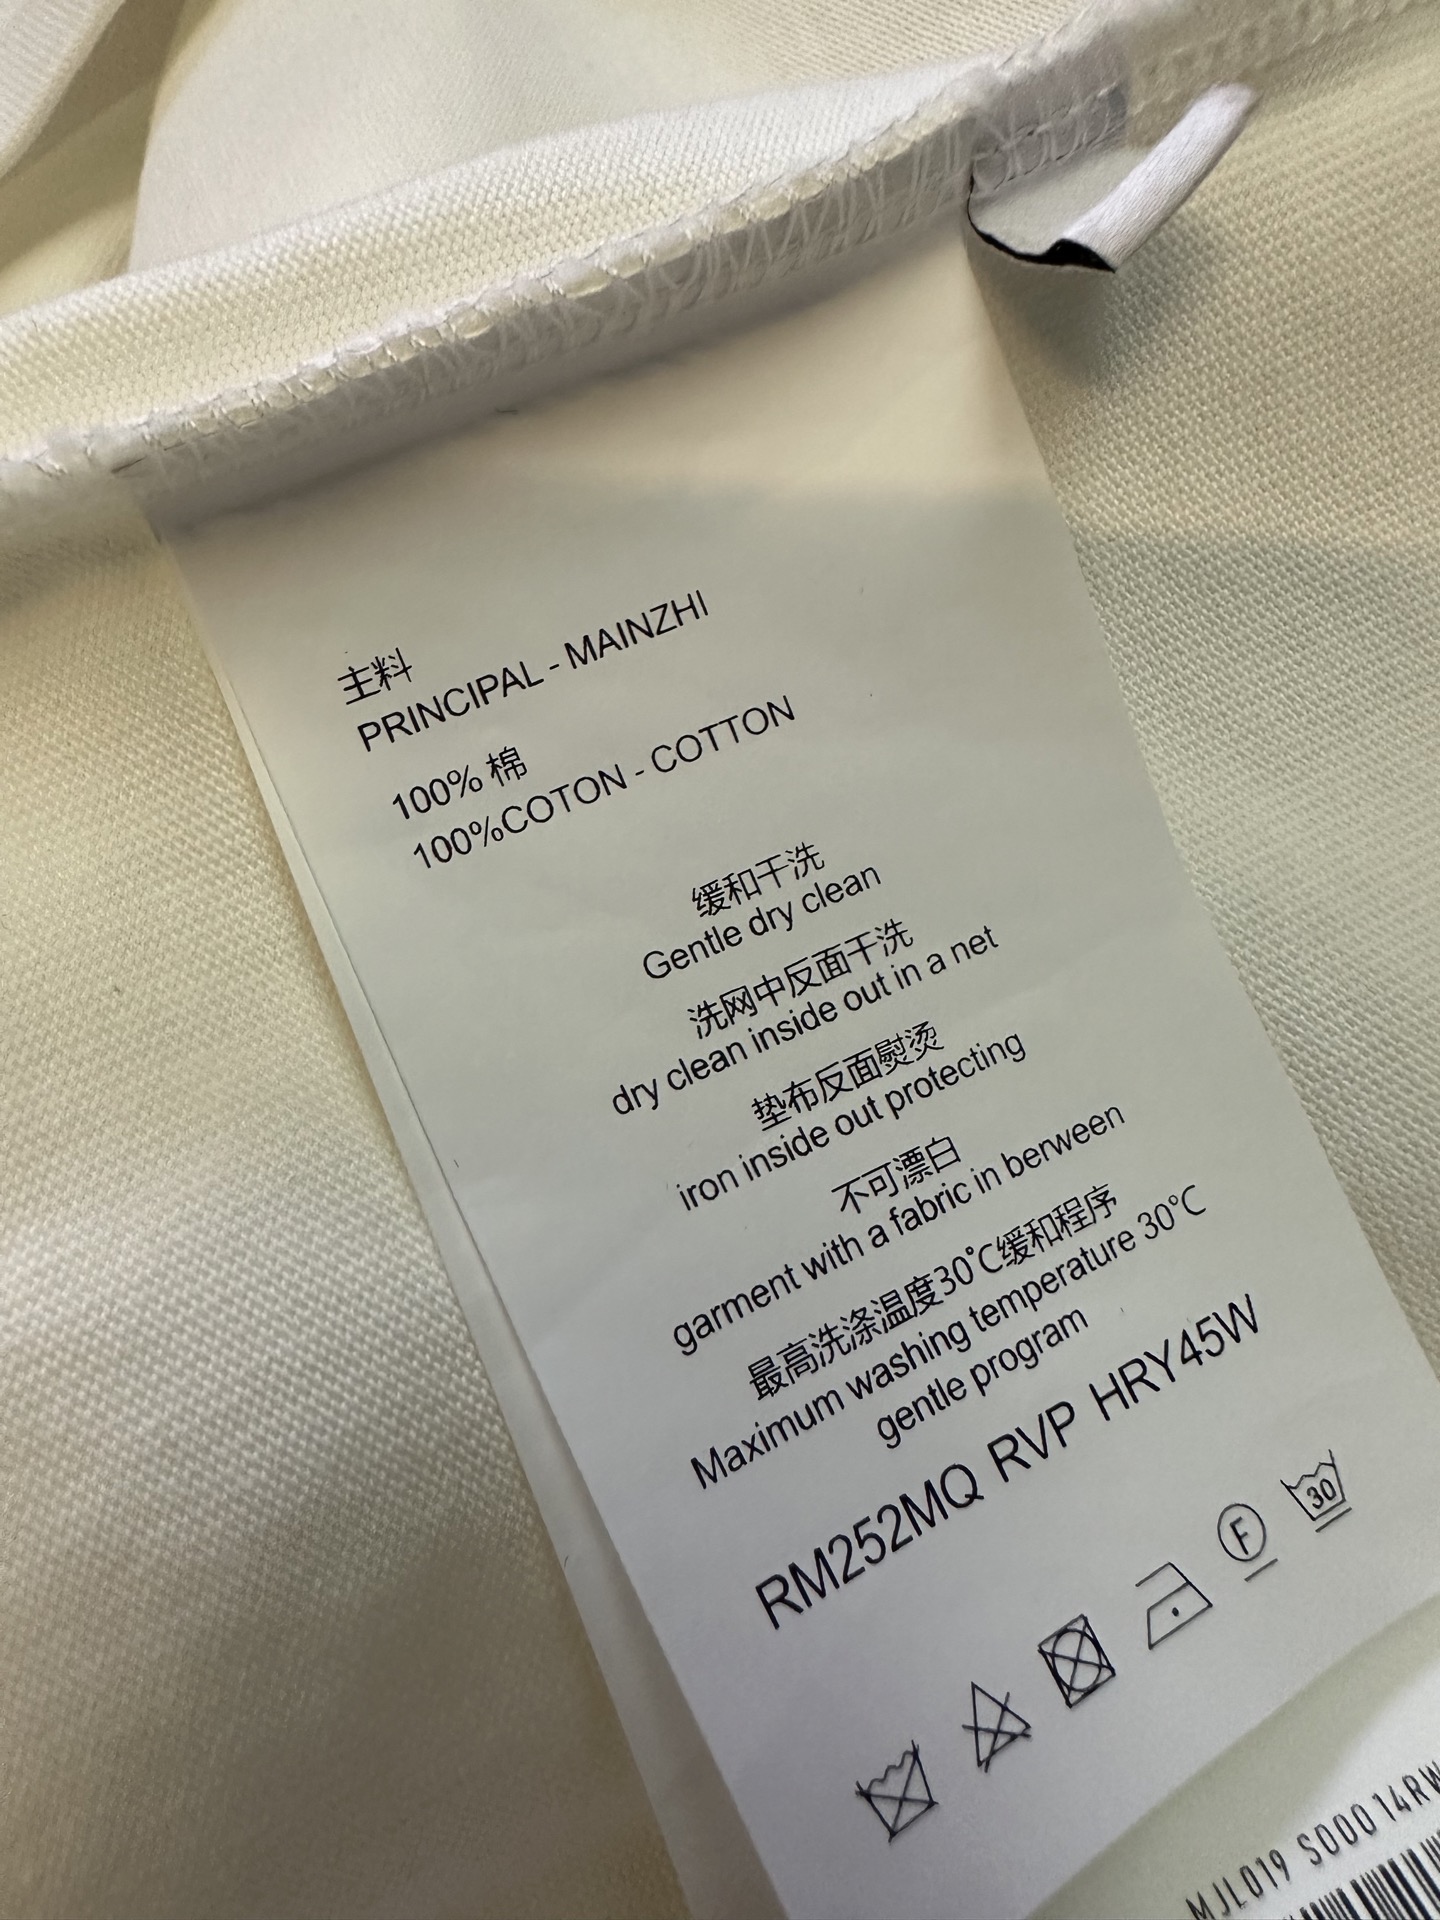 主料
PRINCIPAL - MAINZHI
100% 棉
100%COTON - COTTON
缓和干洗
Gentle dry clean
洗网中反面干洗
dry clean inside out in a net
垫布反面熨烫
iron inside out protecting
不可漂白
garment with a fabric in berween
最高洗涤温度30℃缓和程序
Maximum washing temperature 30℃
gentle program
RM252MQ RVP HRY45W
F
30
MJL019 S000 14RW